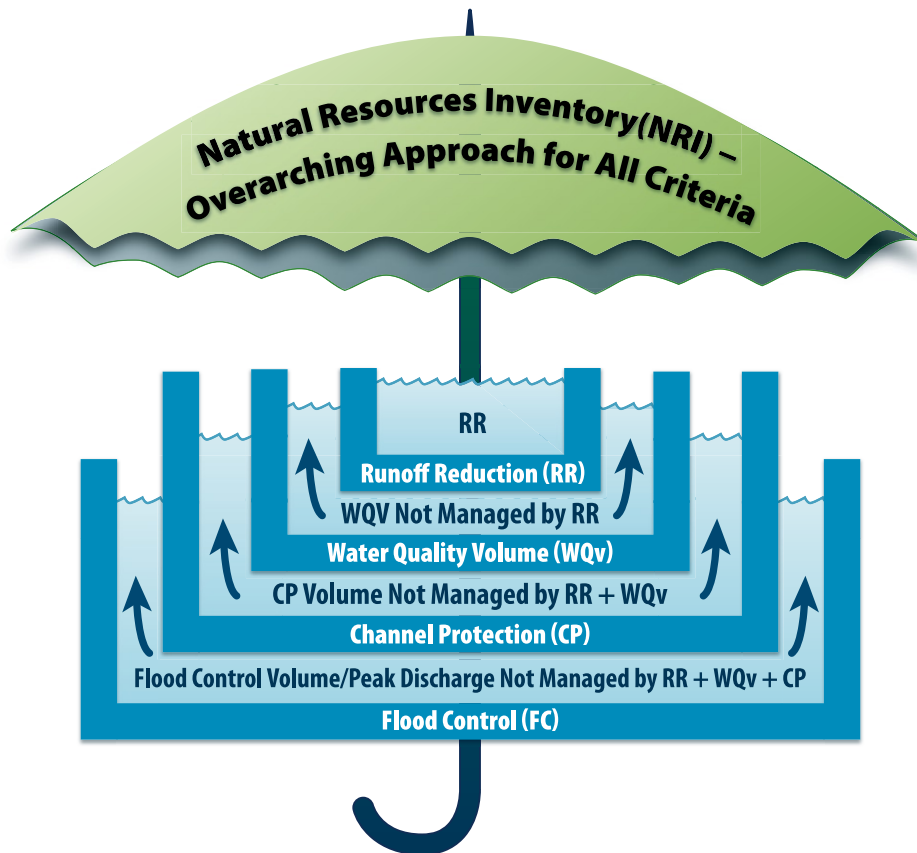 Natural Resources Inventory(NRI) –
Overarching Approach for All Criteria
RR
Runoff Reduction (RR)
WQV Not Managed by RR
Water Quality Volume (WQv)
CP Volume Not Managed by RR + WQv
Channel Protection (CP)
Flood Control Volume/Peak Discharge Not Managed by RR + WQv + CP
Flood Control (FC)